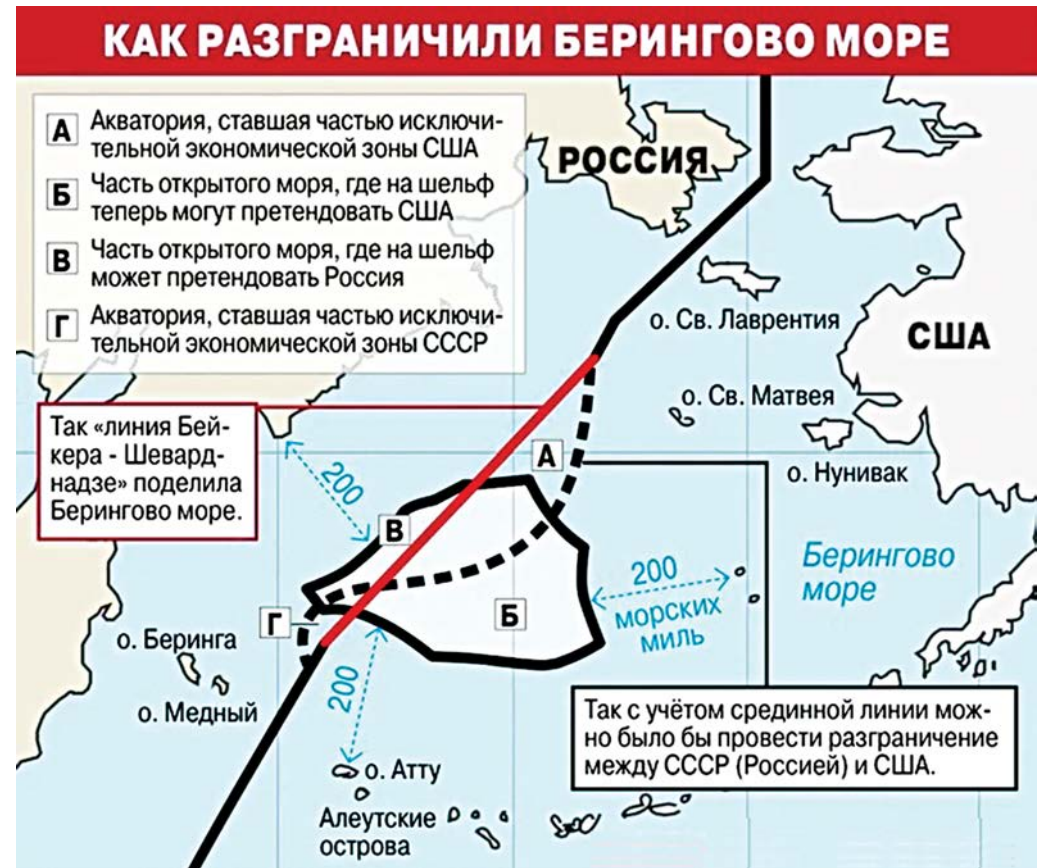 КАК РАЗГРАНИЧИЛИ БЕРИНГОВО МОРЕ
А
Акватория, ставшая частью исключи-
тельной экономической зоны США
Б
Часть открытого моря, где на шельф
теперь могут претендовать США
В
Часть открытого моря, где на шельф
может претендовать Россия
Г
Акватория, ставшая частью исключи-
тельной экономической зоны СССР
РОССИЯ
о. Св. Лаврентия
США
о. Св. Матвея
о. Нунивак
Так «линия Бей-
кера - Шевард-
надзе» поделила
Берингово море.
200
А
В
Б
Г
200
морских
миль
Берингово
море
о. Беринга
о. Медный
200
о. Атту
Алеутские
острова
Так с учётом срединной линии мож-
но было бы провести разграничение
между СССР (Россией) и США.